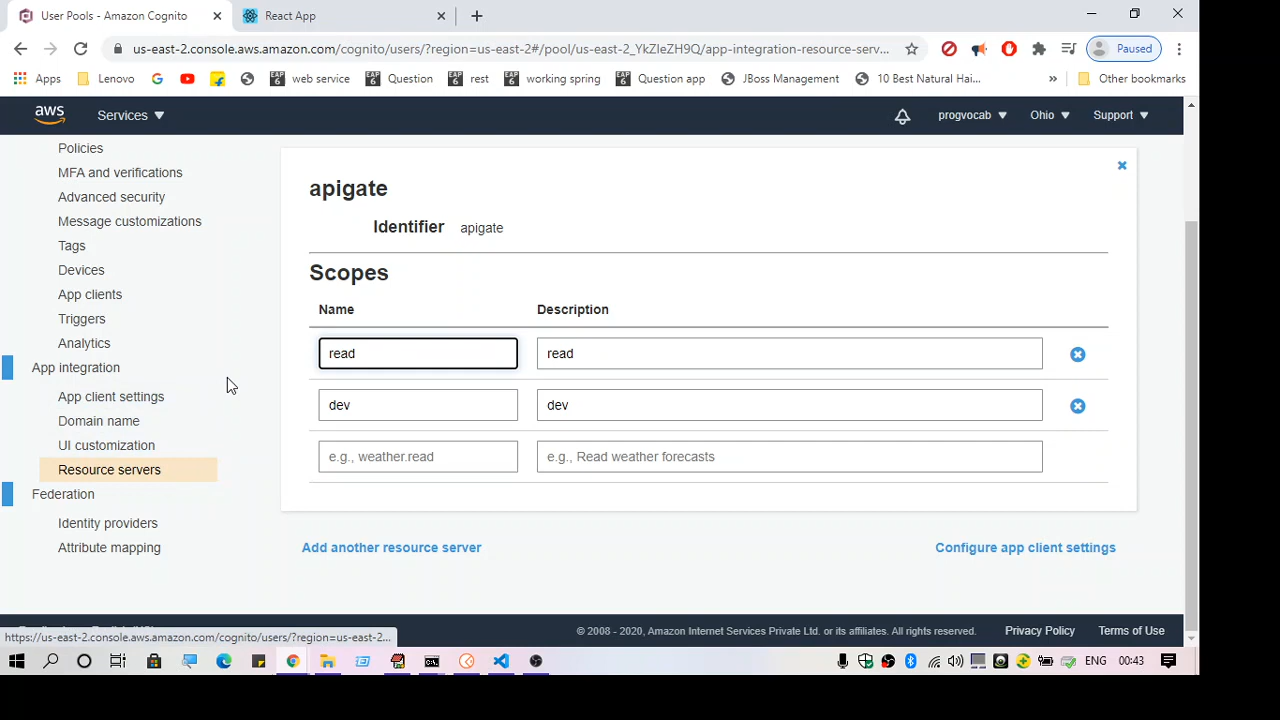 User Pools - Amazon Cognito
React App
us-east-2.console.aws.amazon.com/cognito/users/?region=us-east-2#/pool/us-east-2_YkZIeZH9Q/app-integration-resource-serv...
Paused
Apps
Lenovo
web service
Question
rest
working spring
Question app
JBoss Management
10 Best Natural Hai...
»
Other bookmarks
aws
Services
progvocab
Ohio
Support
Policies
MFA and verifications
Advanced security
Message customizations
Tags
Devices
App clients
Triggers
Analytics
App integration
App client settings
Domain name
UI customization
Resource servers
Federation
Identity providers
Attribute mapping
apigate
Identifier apigate
Scopes
Name Description
read read
dev dev
e.g., weather.read e.g., Read weather forecasts
Add another resource server
Configure app client settings
https://us-east-2.console.aws.amazon.com/cognito/users/?region=us-east-2...
© 2008 - 2020, Amazon Internet Services Private Ltd. or its affiliates. All rights reserved.
Privacy Policy
Terms of Use
ENG
00:43